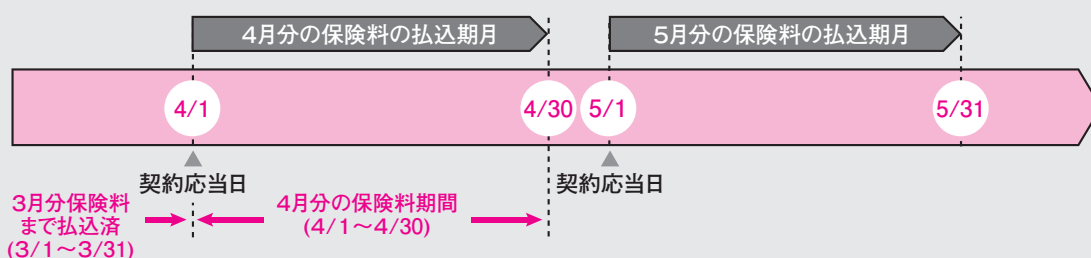 4月分の保険料の払込期月
5月分の保険料の払込期月
4/1
4/30
5/1
5/31
契約応当日
契約応当日
3月分保険料
まで払込済
(3/1〜3/31)
4月分の保険料期間
(4/1〜4/30)